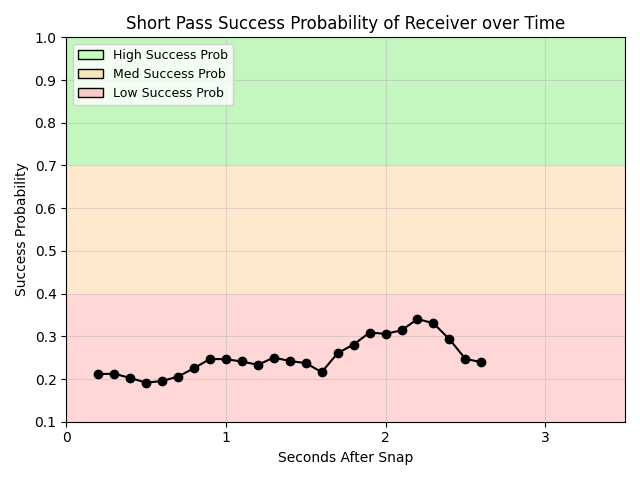 Short Pass Success Probability of Receiver over Time
High Success Prob
Med Success Prob
Low Success Prob
Success Probability
1.0
0.9
0.8
0.7
0.6
0.5
0.4
0.3
0.2
0.1
0 1 2 3
Seconds After Snap